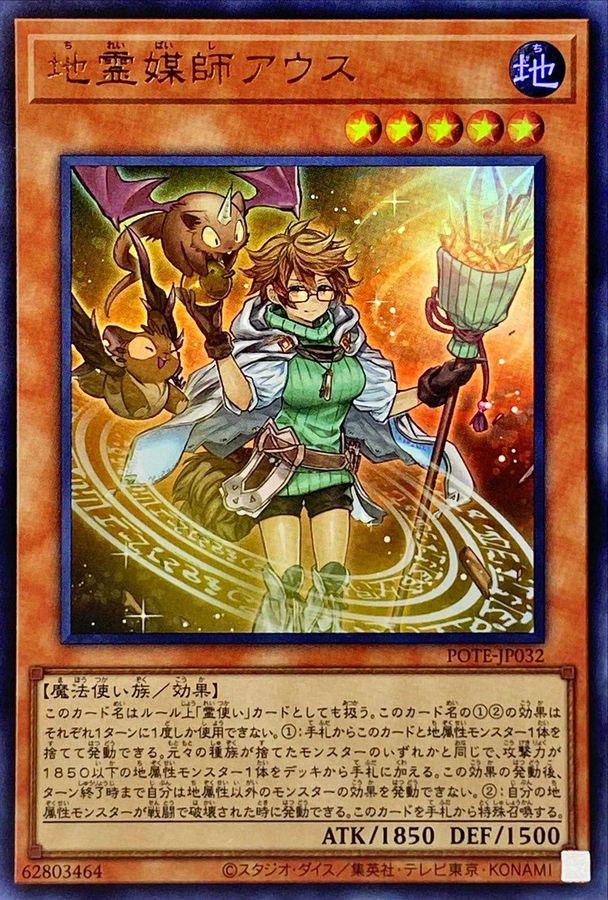 地霊媒師アウス
地
POTE-JP032
【魔法使い族／効果】
このカード名はルール上「霊使い」カードとしても扱う。このカード名の①②の効果は
それぞれ1ターンに1度しか使用できない。①：手札からこのカードと地属性モンスター1体を
捨てて発動できる。元々の種族が捨てたモンスターのいずれかと同じで、攻撃力が
1850以下の地属性モンスター1体をデッキから手札に加える。この効果の発動後、
ターン終了時まで自分は地属性以外のモンスターの効果を発動できない。②：自分の地
属性モンスターが戦闘で破壊された時に発動できる。このカードを手札から特殊召喚する。
ATK/1850 DEF/1500
62803464
©スタジオ・ダイス／集英社・テレビ東京・KONAMI